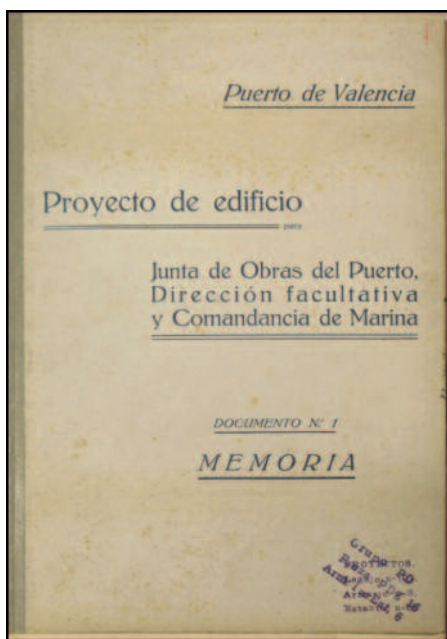 Puerto de Valencia
Proyecto de edificio
para
Junta de Obras del Puerto,
Dirección facultativa
y Comandancia de Marina
DOCUMENTO N.º 1
MEMORIA